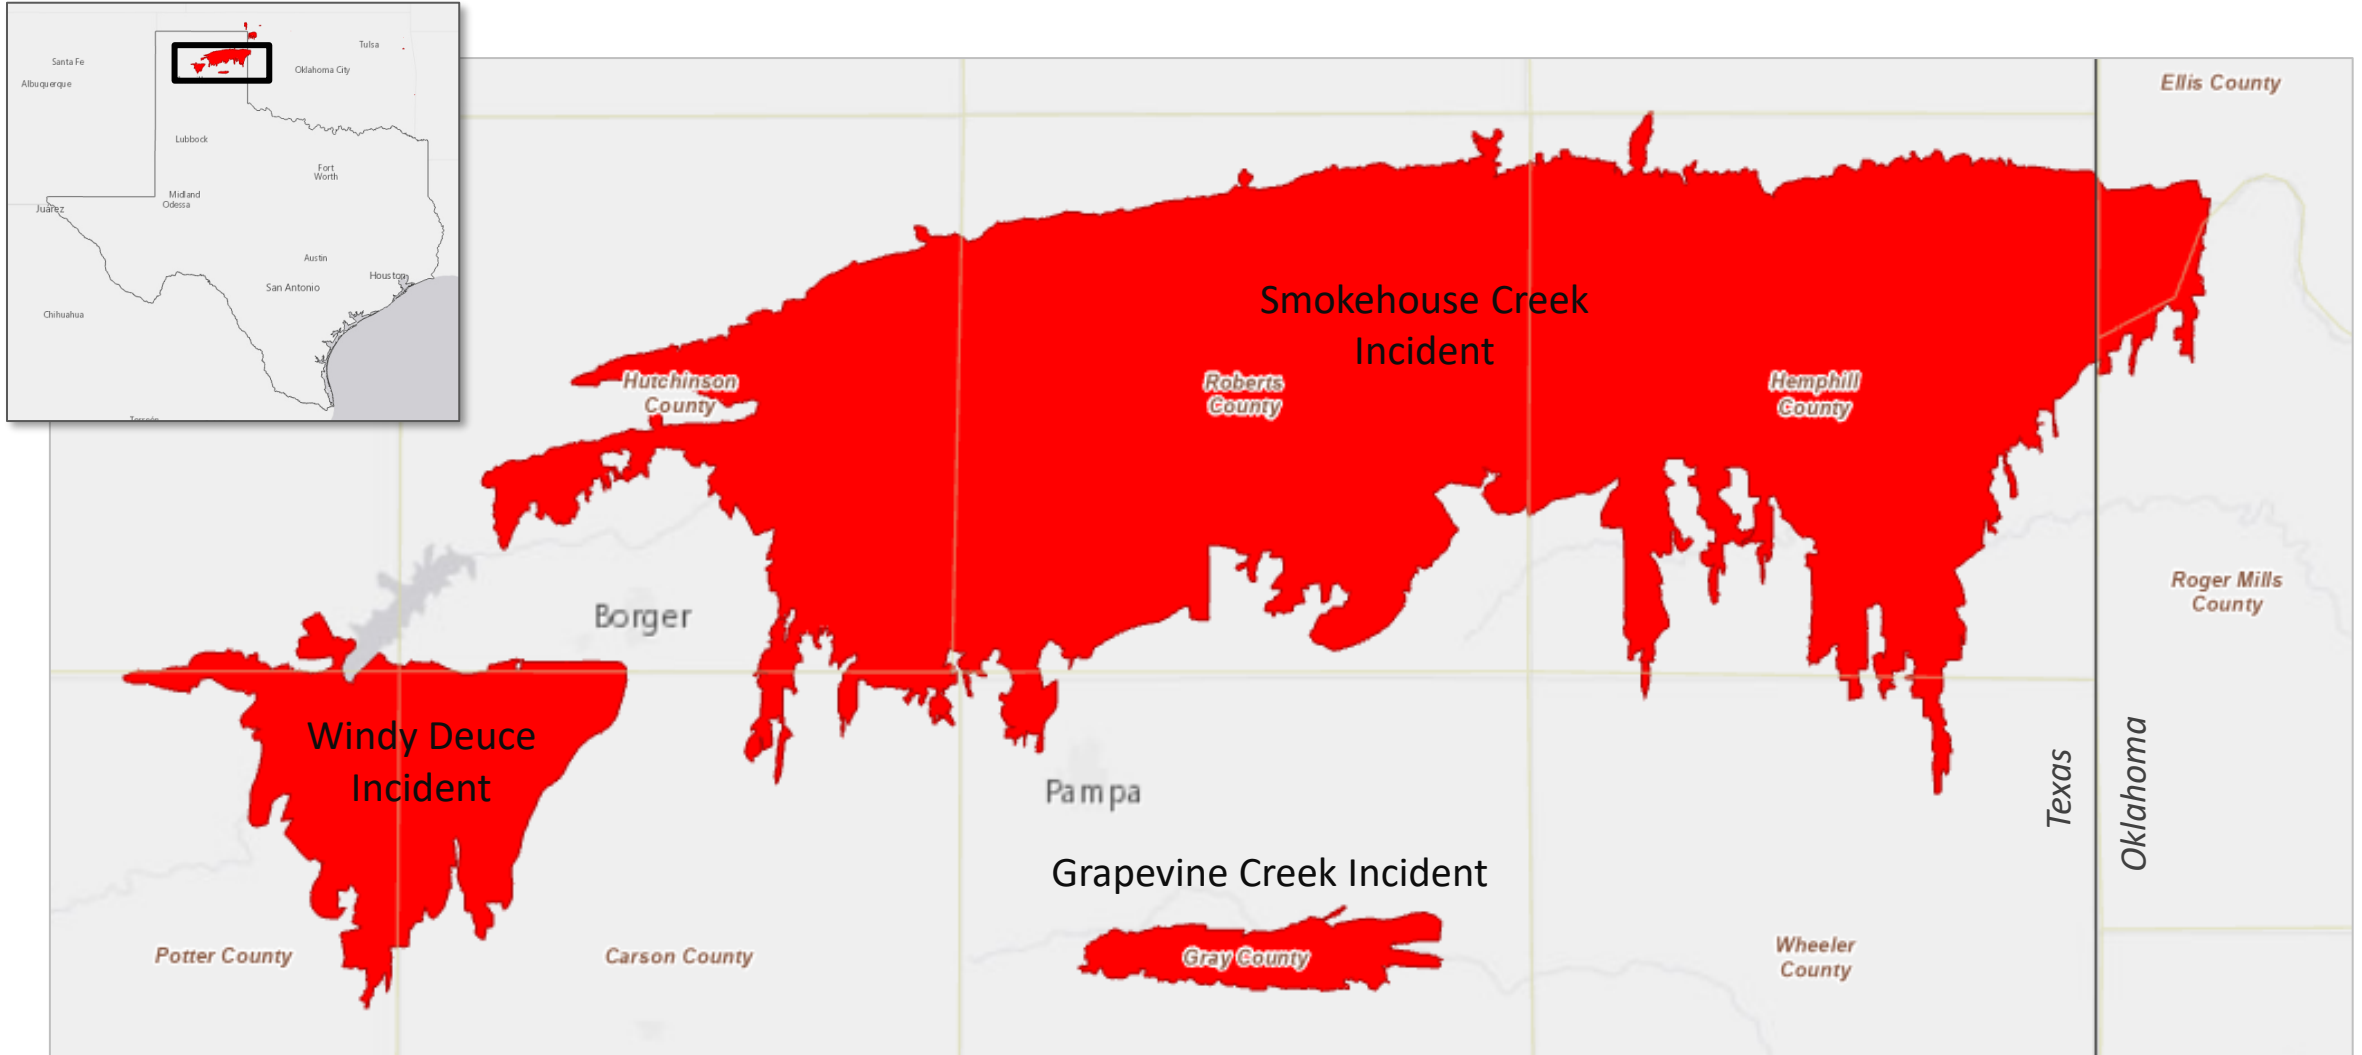 Tulsa
Santa Fe
Oklahoma City
Albuquerque
Lubbock
Fort
Worth
Midland
Odessa
Juárez
Austin
Houston
San Antonio
Chihuahua
Torreón
Ellis County
Smokehouse Creek
Incident
Hutchinson
County
Roberts
County
Hemphill
County
Roger Mills
County
Borger
Windy Deuce
Incident
Pampa
Texas
Oklahoma
Grapevine Creek Incident
Potter County
Carson County
Gray County
Wheeler
County